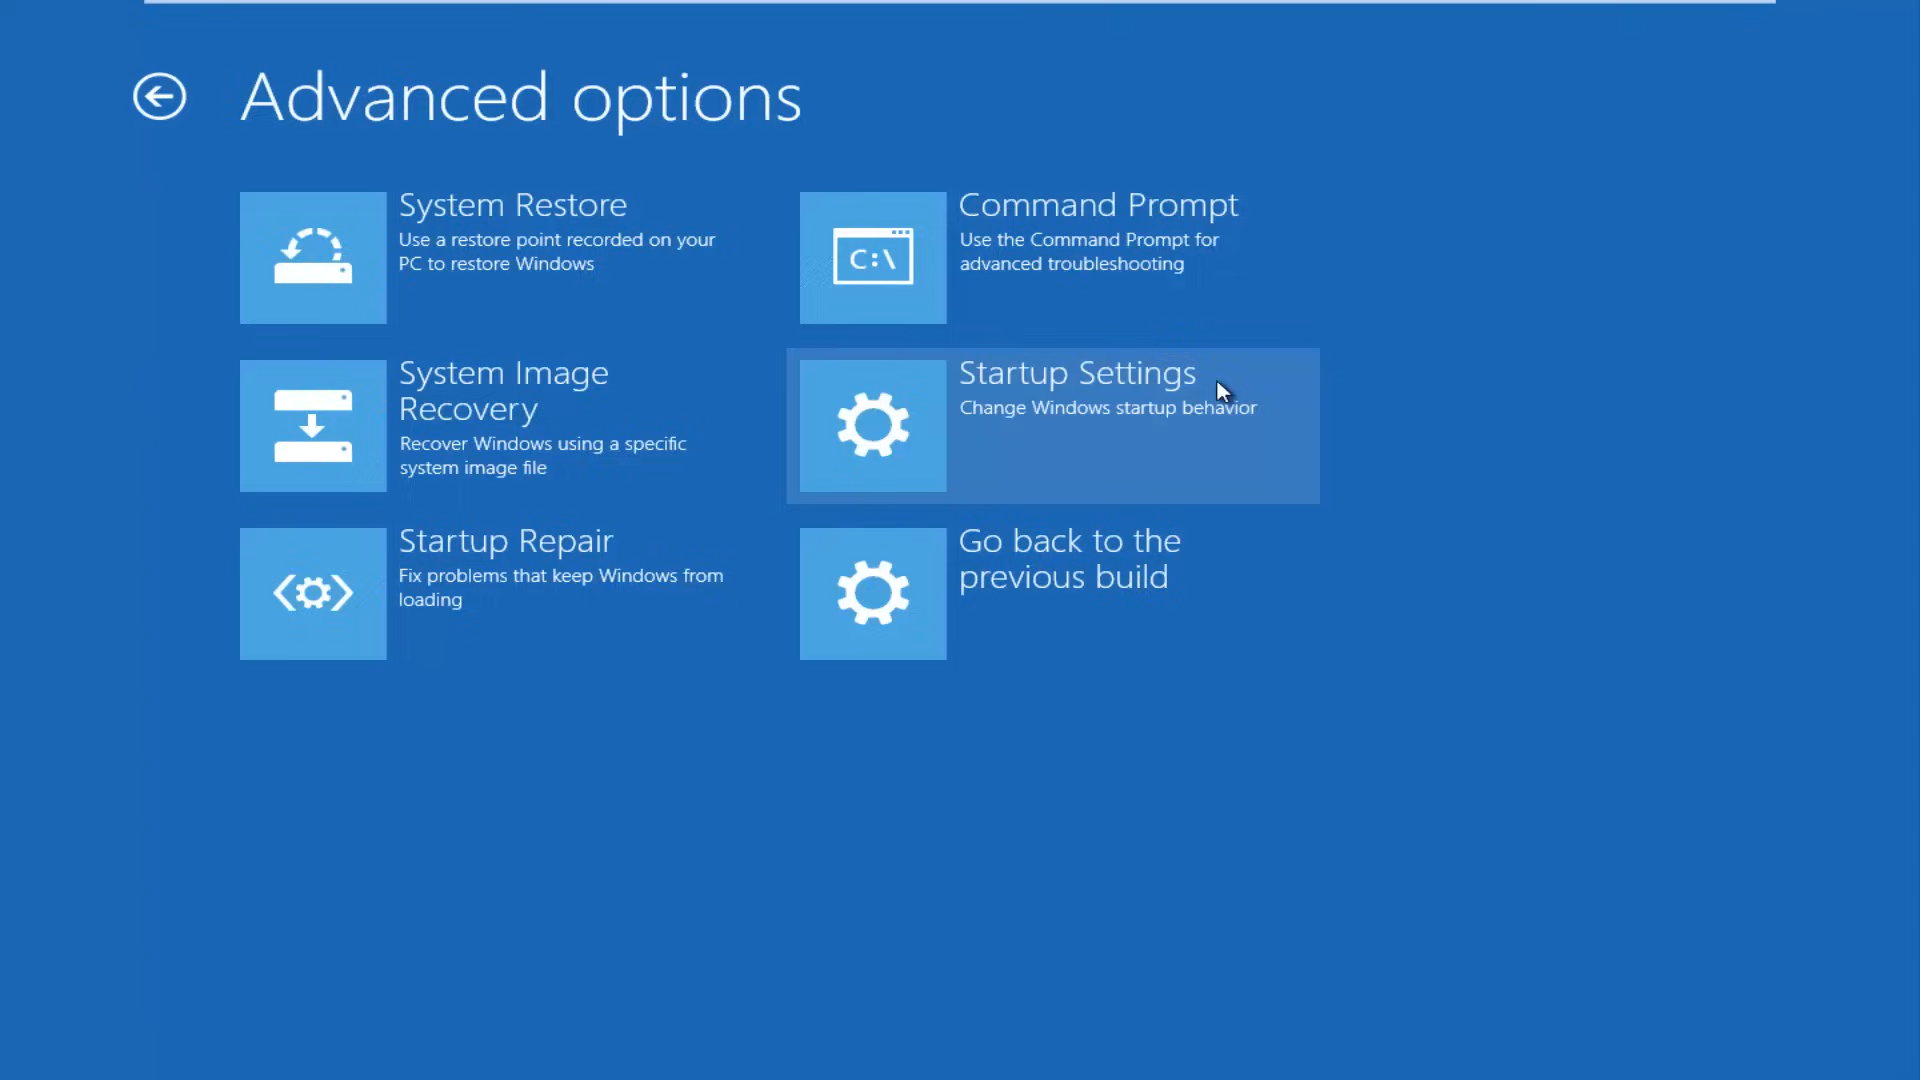 Advanced options
System Restore
Use a restore point recorded on your
PC to restore Windows
Command Prompt
Use the Command Prompt for
advanced troubleshooting
C:\
System Image
Recovery
Recover Windows using a specific
system image file
Startup Settings
Change Windows startup behavior
Startup Repair
Fix problems that keep Windows from
loading
Go back to the
previous build